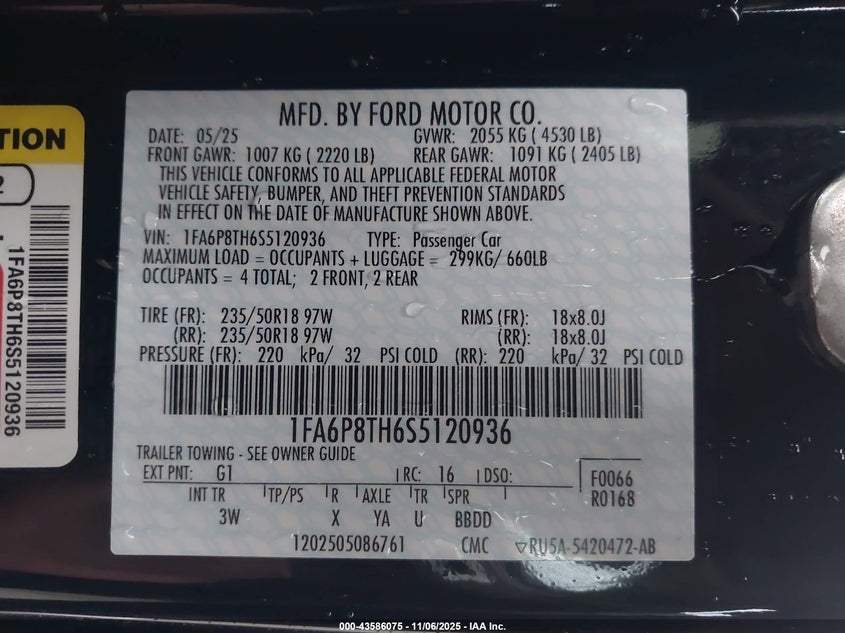 MFD. BY FORD MOTOR CO.
DATE: 05/25 GVWR: 2055 KG ( 4530 LB)
FRONT GAWR: 1007 KG ( 2220 LB) REAR GAWR: 1091 KG ( 2405 LB)
THIS VEHICLE CONFORMS TO ALL APPLICABLE FEDERAL MOTOR
VEHICLE SAFETY, BUMPER, AND THEFT PREVENTION STANDARDS
IN EFFECT ON THE DATE OF MANUFACTURE SHOWN ABOVE.
VIN: 1FA6P8TH6S5120936 TYPE: Passenger Car
MAXIMUM LOAD = OCCUPANTS + LUGGAGE = 299KG/ 660LB
OCCUPANTS = 4 TOTAL; 2 FRONT, 2 REAR
TIRE (FR): 235/50R18 97W RIMS (FR): 18x8.0J
(RR): 235/50R18 97W (RR): 18x8.0J
PRESSURE (FR): 220 kPa/ 32 PSI COLD (RR): 220 kPa/ 32 PSI COLD
1FA6P8TH6S5120936
TRAILER TOWING - SEE OWNER GUIDE
EXT PNT: G1 RC: 16 DSO: F0066
R0168
INT TR TP/PS R AXLE TR SPR
3W X YA U BBDD
1202505086761 CMC RU5A-5420472-AB
2
1FA6P8TH6S5120936
000-43586075 - 11/06/2025 - IAA Inc.